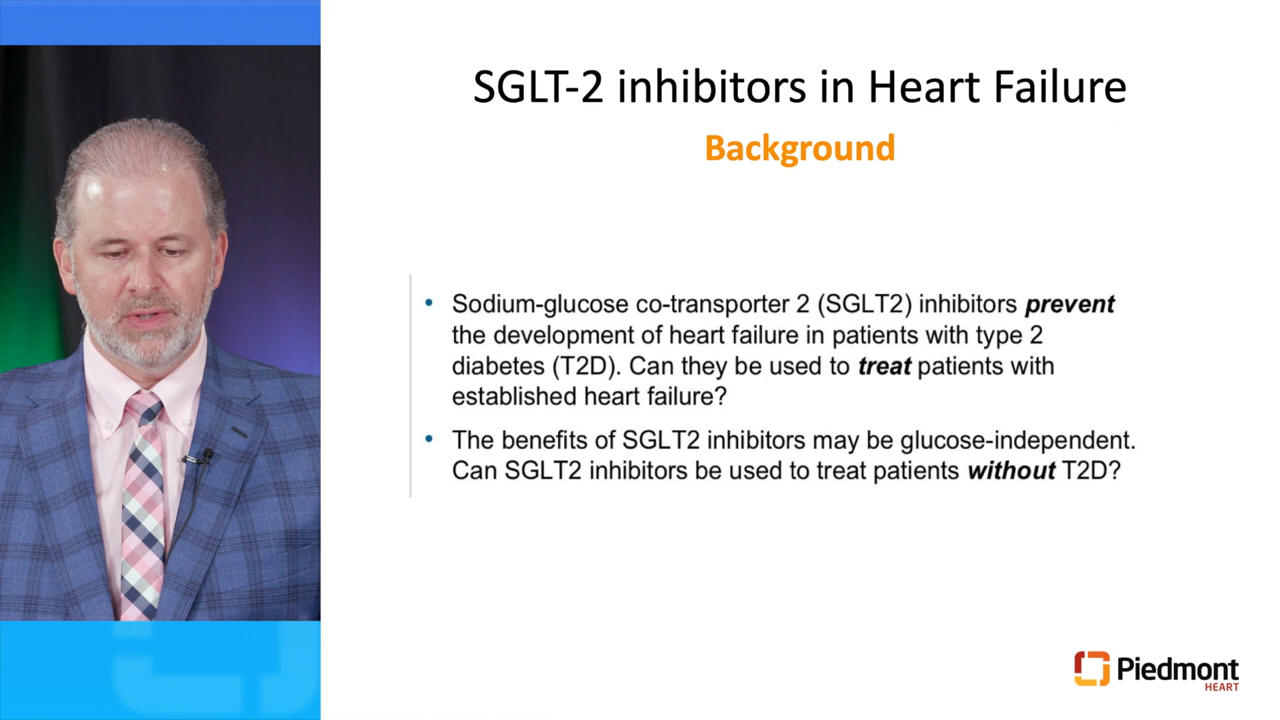 SGLT-2 inhibitors in Heart Failure
Background
• Sodium-glucose co-transporter 2 (SGLT2) inhibitors prevent
the development of heart failure in patients with type 2
diabetes (T2D). Can they be used to treat patients with
established heart failure?
• The benefits of SGLT2 inhibitors may be glucose-independent.
Can SGLT2 inhibitors be used to treat patients without T2D?
Piedmont
HEART